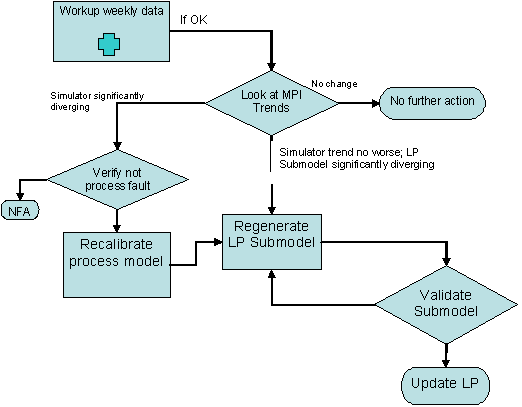 Workup weekly data
If OK
Look at MPI
Trends
No change
No further action
Simulator significantly
diverging
Simulator trend no worse; LP
Submodel significantly diverging
Verify not
process fault
NFA
Recalibrate
process model
Regenerate
LP Submodel
Validate
Submodel
Update LP